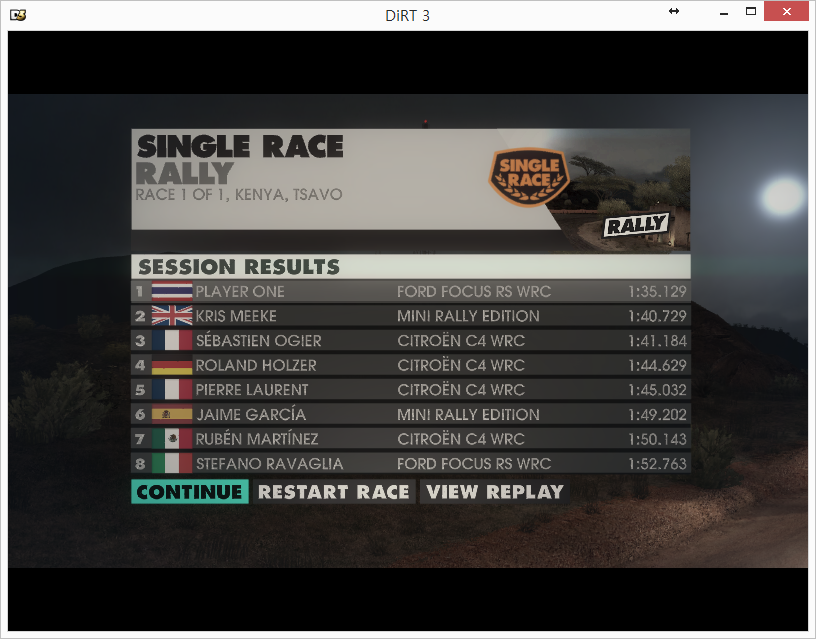 DiRT 3
SINGLE RACE
RALLY
RACE 1 OF 1, KENYA, TSAVO
SINGLE
RACE
RALLY
SESSION RESULTS
1 PLAYER ONE FORD FOCUS RS WRC 1:35.129
2 KRIS MEEKE MINI RALLY EDITION 1:40.729
3 SÉBASTIEN OGIER CITROËN C4 WRC 1:41.184
4 ROLAND HOLZER CITROËN C4 WRC 1:44.629
5 PIERRE LAURENT CITROËN C4 WRC 1:45.032
6 JAIME GARCÍA MINI RALLY EDITION 1:49.202
7 RUBÉN MARTÍNEZ CITROËN C4 WRC 1:50.143
8 STEFANO RAVAGLIA FORD FOCUS RS WRC 1:52.763
CONTINUE RESTART RACE VIEW REPLAY